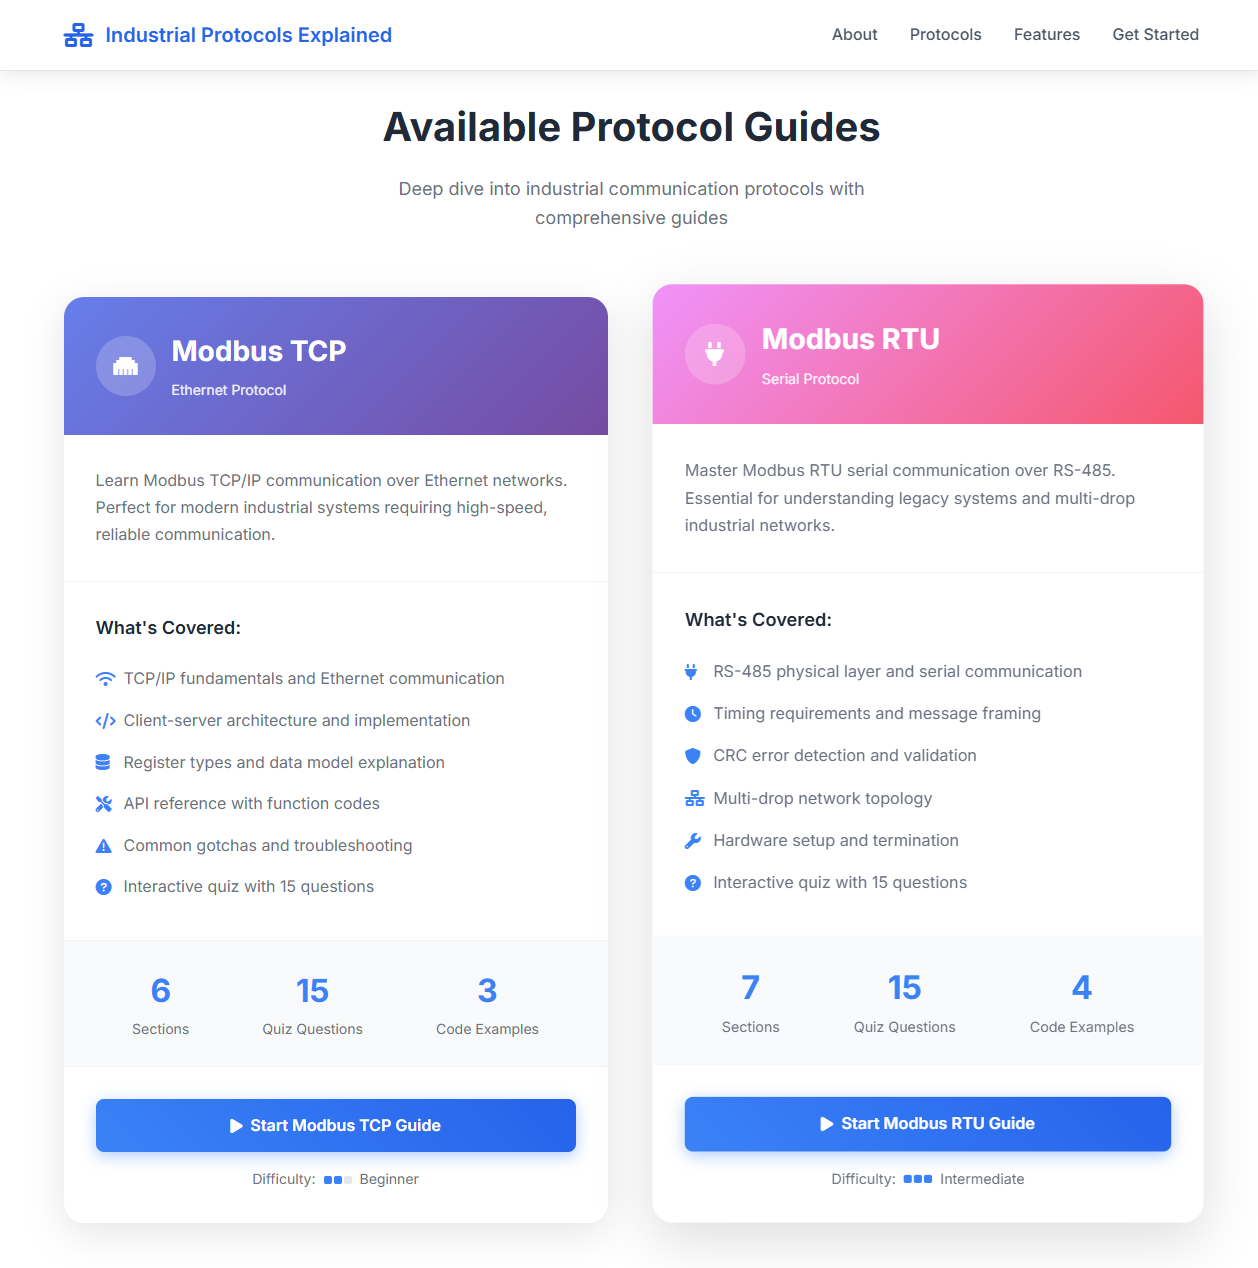 Industrial Protocols Explained
About
Protocols
Features
Get Started
Available Protocol Guides
Deep dive into industrial communication protocols with
comprehensive guides
Modbus TCP
Ethernet Protocol
Learn Modbus TCP/IP communication over Ethernet networks.
Perfect for modern industrial systems requiring high-speed,
reliable communication.
What's Covered:
TCP/IP fundamentals and Ethernet communication
Client-server architecture and implementation
Register types and data model explanation
API reference with function codes
Common gotchas and troubleshooting
Interactive quiz with 15 questions
6
Sections
15
Quiz Questions
3
Code Examples
Start Modbus TCP Guide
Difficulty: Beginner
Modbus RTU
Serial Protocol
Master Modbus RTU serial communication over RS-485.
Essential for understanding legacy systems and multi-drop
industrial networks.
What's Covered:
RS-485 physical layer and serial communication
Timing requirements and message framing
CRC error detection and validation
Multi-drop network topology
Hardware setup and termination
Interactive quiz with 15 questions
7
Sections
15
Quiz Questions
4
Code Examples
Start Modbus RTU Guide
Difficulty: Intermediate